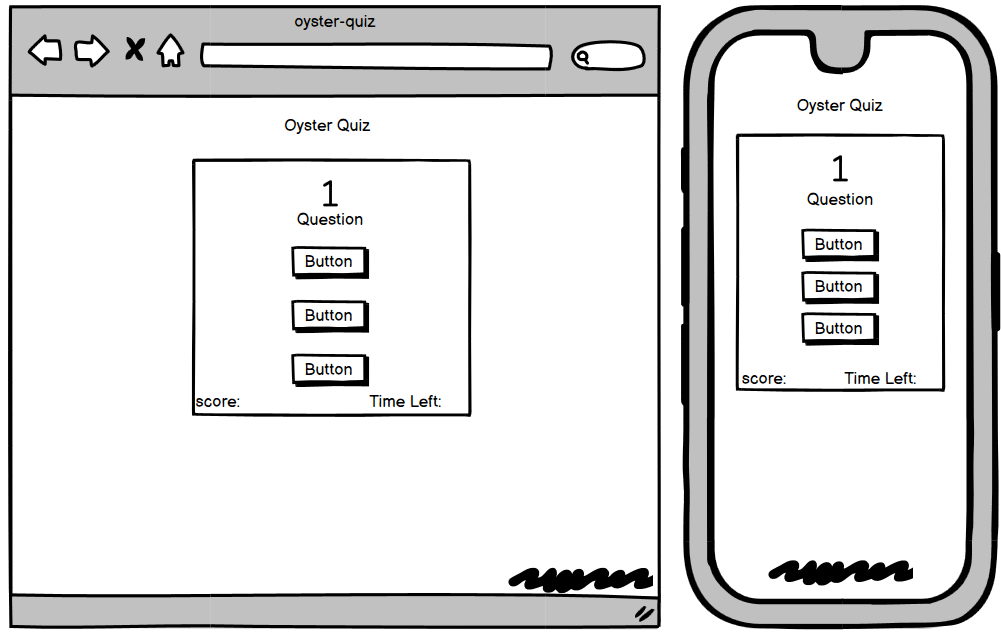 oyster-quiz
Oyster Quiz
1
Question
Button
Button
Button
score: Time Left:
Oyster Quiz
1
Question
Button
Button
Button
score: Time Left: